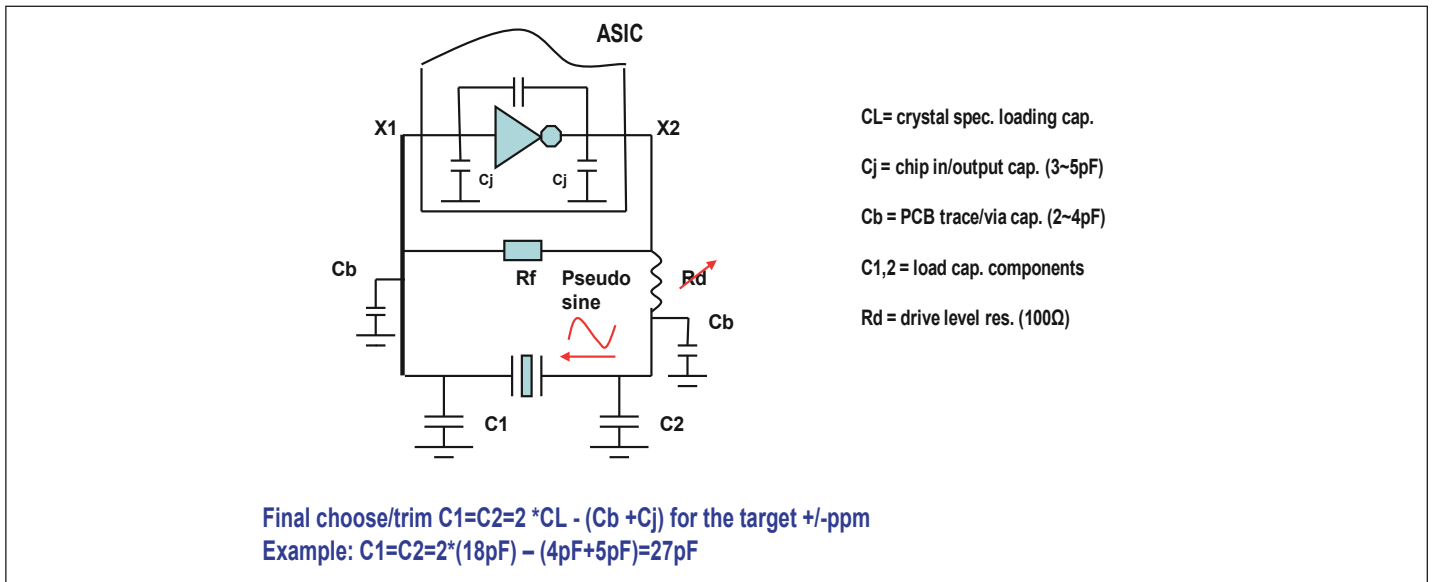 ASIC
X1
X2
Cj
Cj
Cb
Rf
Pseudo
sine
Rd
Cb
C1
C2
CL= crystal spec. loading cap.
Cj = chip in/output cap. (3~5pF)
Cb = PCB trace/via cap. (2~4pF)
C1,2 = load cap. components
Rd = drive level res. (100Ω)
Final choose/trim C1=C2=2 *CL - (Cb +Cj) for the target +/-ppm
Example: C1=C2=2*(18pF) – (4pF+5pF)=27pF